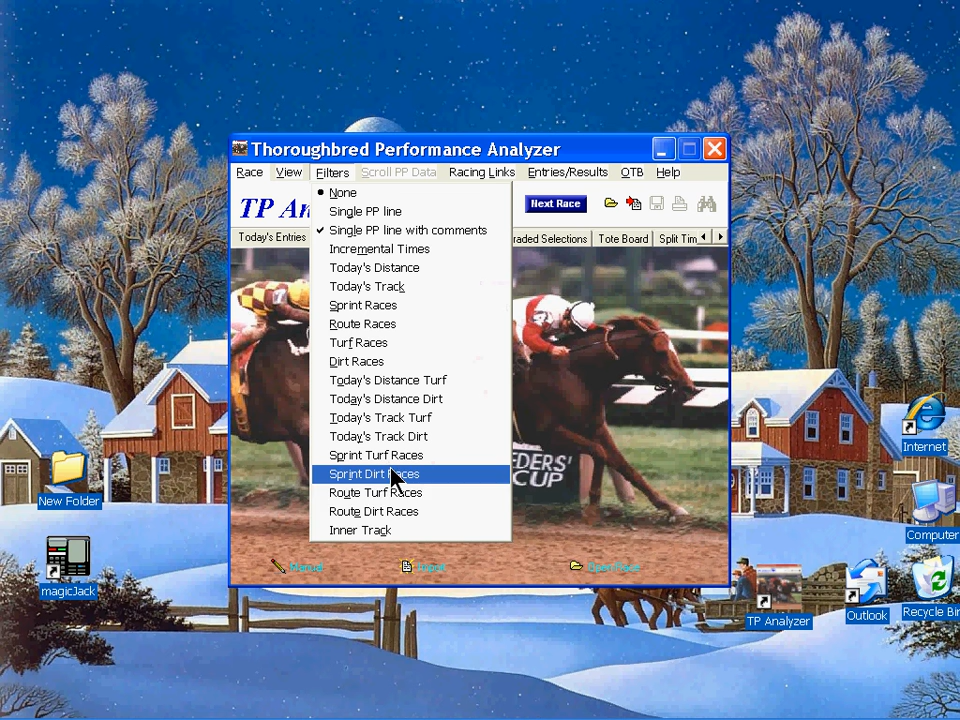 Thoroughbred Performance Analyzer
Race View Filters Scroll PP Data Racing Links Entries/Results OTB Help
TP An
Next Race
Today's Entries
raded Selections Tote Board Split Tim
None
Single PP line
Single PP line with comments
Incremental Times
Today's Distance
Today's Track
Sprint Races
Route Races
Turf Races
Dirt Races
Today's Distance Turf
Today's Distance Dirt
Today's Track Turf
Today's Track Dirt
Sprint Turf Races
Sprint Dirt Races
Route Turf Races
Route Dirt Races
Inner Track
EDERS'
CUP
Manual Import Open Race
New Folder
magicJack
Internet
Computer
TP Analyzer
Outlook
Recycle Bin